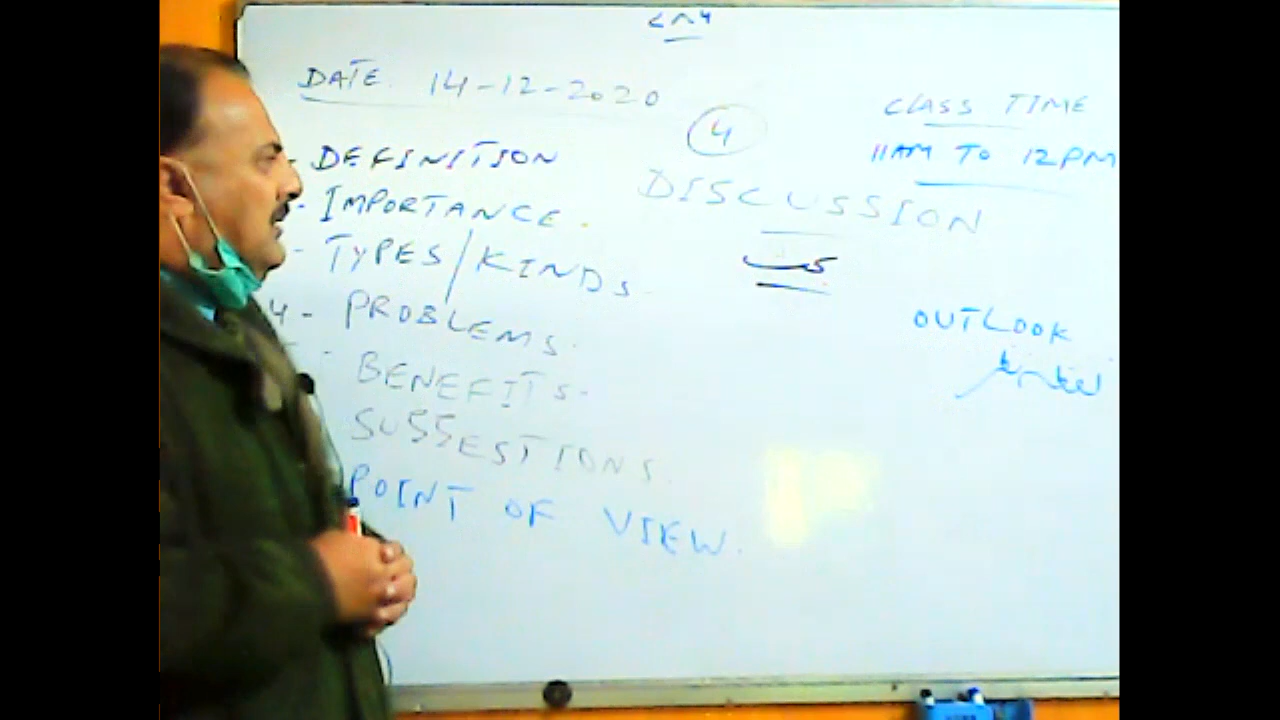 DATE. 14-12-2020
- DEFINITION
- IMPORTANCE.
- TYPES/KINDS
4 - PROBLEMS.
- BENEFITS.
SUGGESTIONS.
POINT OF VIEW.
4
DISCUSSION
CLASS TIME
11AM TO 12PM
OUTLOOK